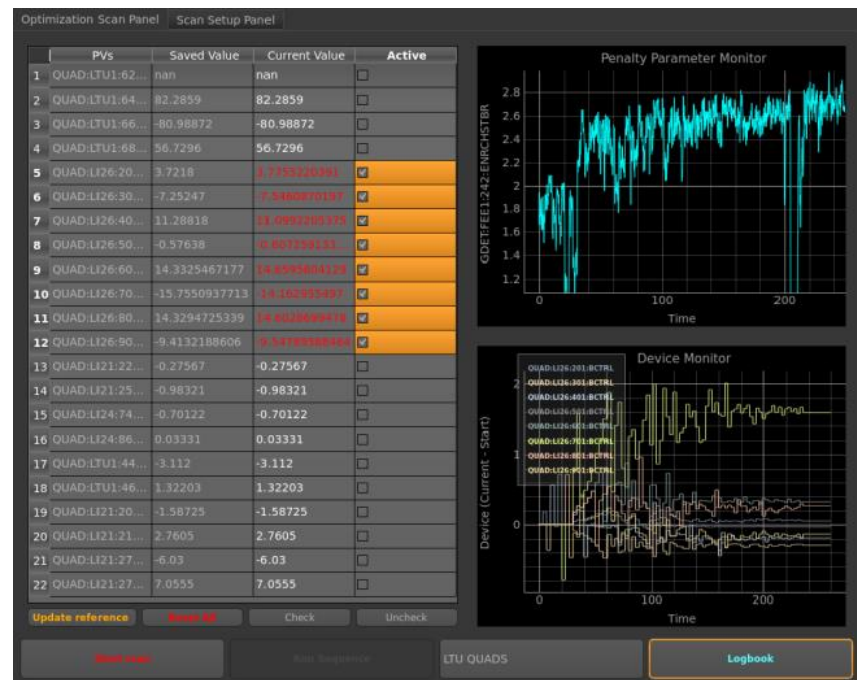 Optimization Scan Panel Scan Setup Panel
PVs Saved Value Current Value Active
1 QUAD:LTU1:62... nan nan
2 QUAD:LTU1:64... 82.2859 82.2859
3 QUAD:LTU1:66... -80.98872 -80.98872
4 QUAD:LTU1:68... 56.7296 56.7296
5 QUAD:LI26:20... 3.7218
6 QUAD:LI26:30... -7.25247
7 QUAD:LI26:40... 11.28818
8 QUAD:LI26:50... -0.57638
9 QUAD:LI26:60... 14.3325467177
10 QUAD:LI26:70... -15.7550937713
11 QUAD:LI26:80... 14.3294725339
12 QUAD:LI26:90... -9.4132188606
13 QUAD:LI21:22... -0.27567 -0.27567
14 QUAD:LI21:25... -0.98321 -0.98321
15 QUAD:LI24:74... -0.70122 -0.70122
16 QUAD:LI24:86... 0.03331 0.03331
17 QUAD:LTU1:44... -3.112 -3.112
18 QUAD:LTU1:46... 1.32203 1.32203
19 QUAD:LI21:20... -1.58725 -1.58725
20 QUAD:LI21:21... 2.7605 2.7605
21 QUAD:LI21:27... -6.03 -6.03
22 QUAD:LI21:27... 7.0555 7.0555
Update reference Reset All Check Uncheck
LTU QUADS Logbook
Penalty Parameter Monitor
GDET:FEE1:242:ENRCHSTBR
2.8
2.6
2.4
2.2
2
1.8
1.6
1.4
1.2
0 100 200
Time
Device Monitor
Device (Current - Start)
QUAD:LI26:201:BCTRL
QUAD:LI26:301:BCTRL
QUAD:LI26:401:BCTRL
QUAD:LI26:501:BCTRL
QUAD:LI26:601:BCTRL
QUAD:LI26:701:BCTRL
QUAD:LI26:801:BCTRL
QUAD:LI26:901:BCTRL
2
1
0
0 100 200
Time